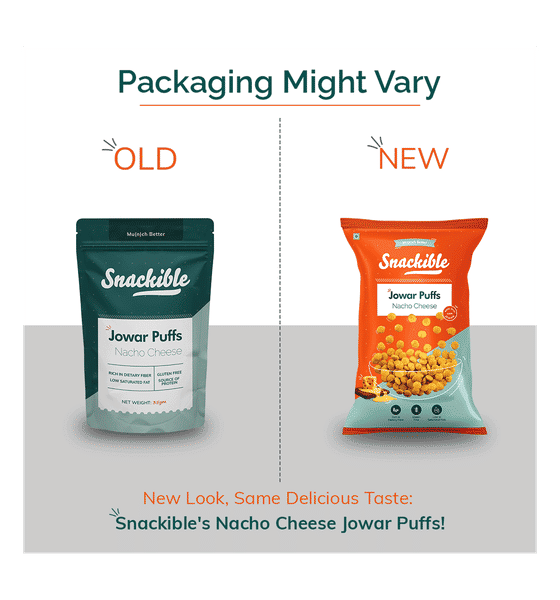 Packaging Might Vary
OLD
NEW
Mu(n)ch Better
Snackible
Jowar Puffs
Nacho Cheese
RICH IN DIETARY FIBER
LOW SATURATED FAT
GLUTEN FREE
SOURCE OF
PROTEIN
NET WEIGHT:
Snackible
Jowar Puffs
Nacho Cheese
New Look, Same Delicious Taste:
Snackible's Nacho Cheese Jowar Puffs!